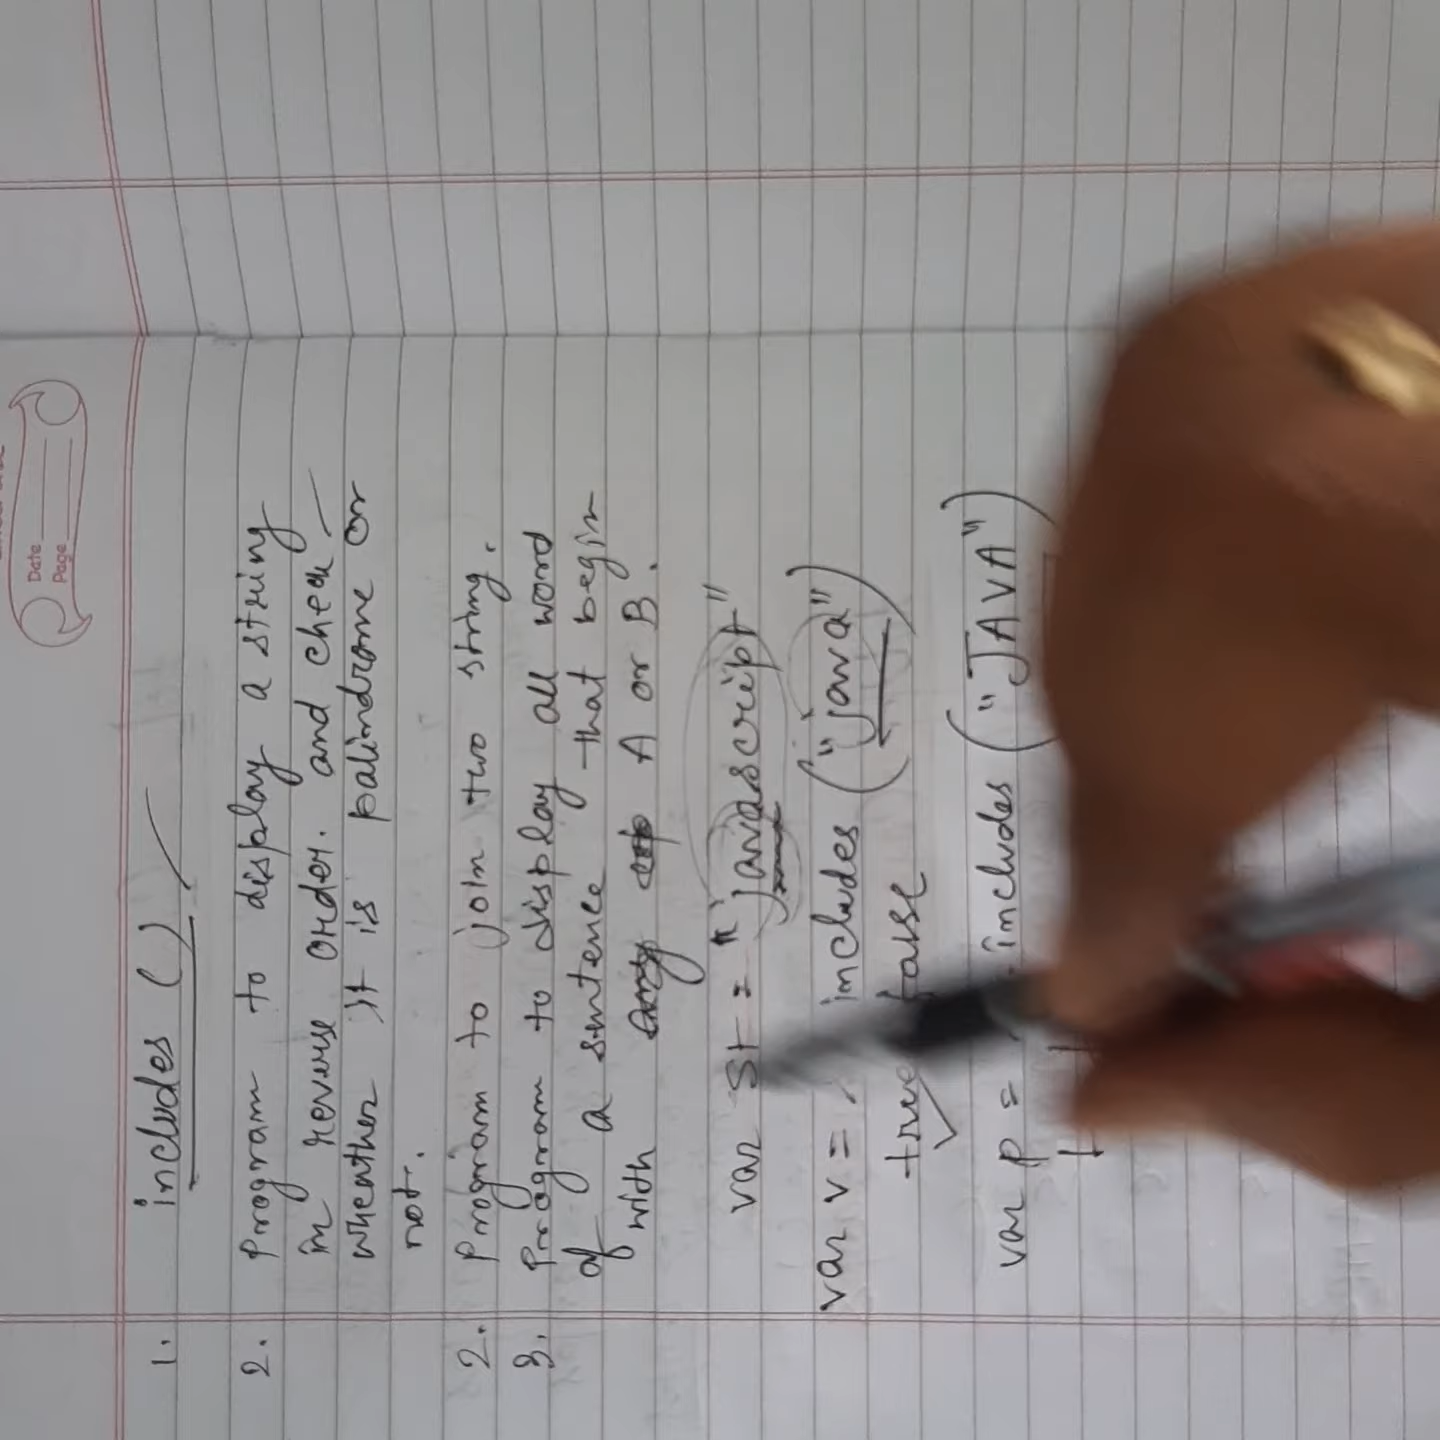 Date
Page
1. includes ()
2. Program to display a string
in reverse order. and check
wheather it is palindrome or
not.
2. Program to join two string.
3. Program to display all word
of a sentence that begin
with A or B.
var St = "javascript"
var v = includes ("java")
true false
var p = includes ("JAVA")